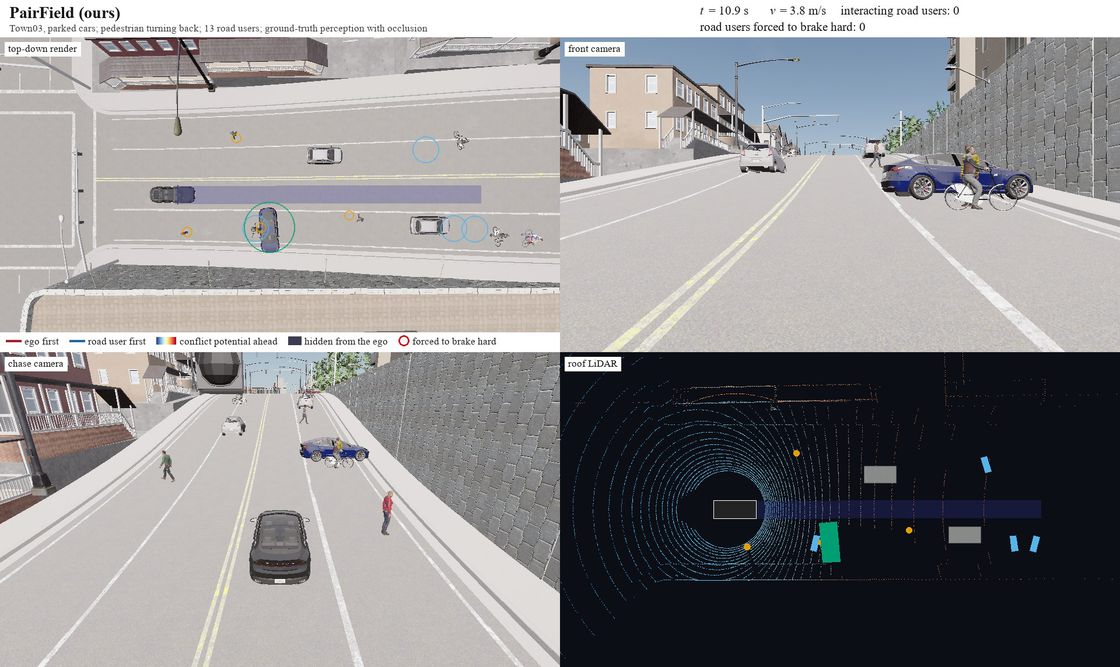 PairField (ours)
Town03, parked cars; pedestrian turning back; 13 road users; ground-truth perception with occlusion
t = 10.9 s v = 3.8 m/s interacting road users: 0
road users forced to brake hard: 0
top-down render
front camera
ego first road user first conflict potential ahead hidden from the ego forced to brake hard
chase camera
roof LiDAR